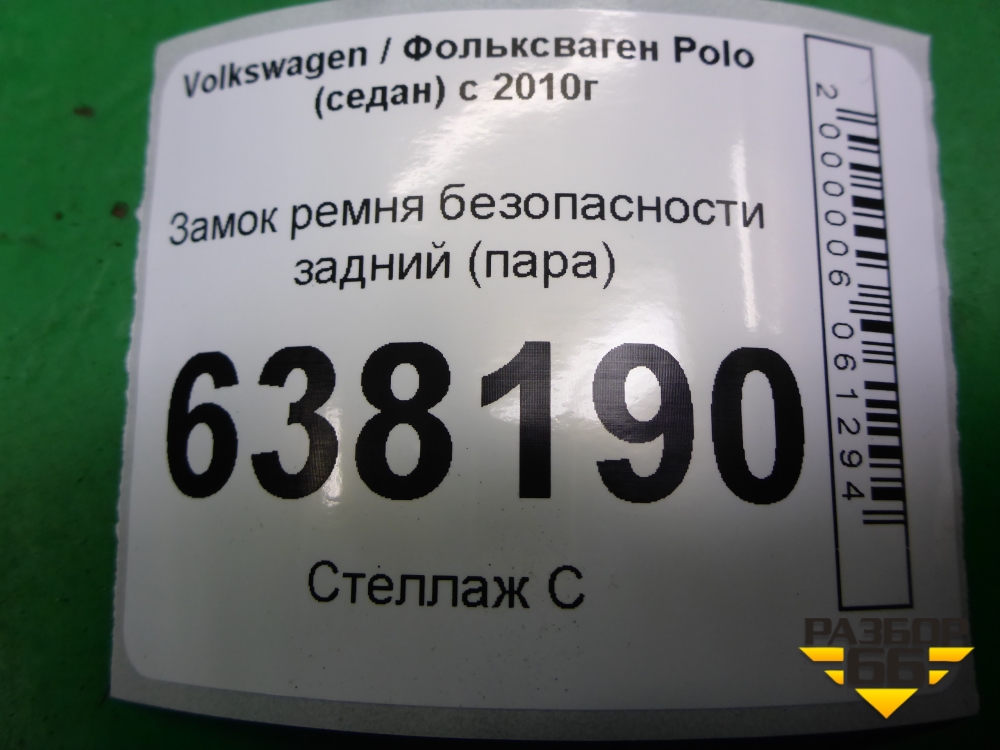 Volkswagen / Фольксваген Polo
(седан) с 2010г
Замок ремня безопасности
задний (пара)
638190
Стеллаж С
2000006061294
РАЗБОР
66